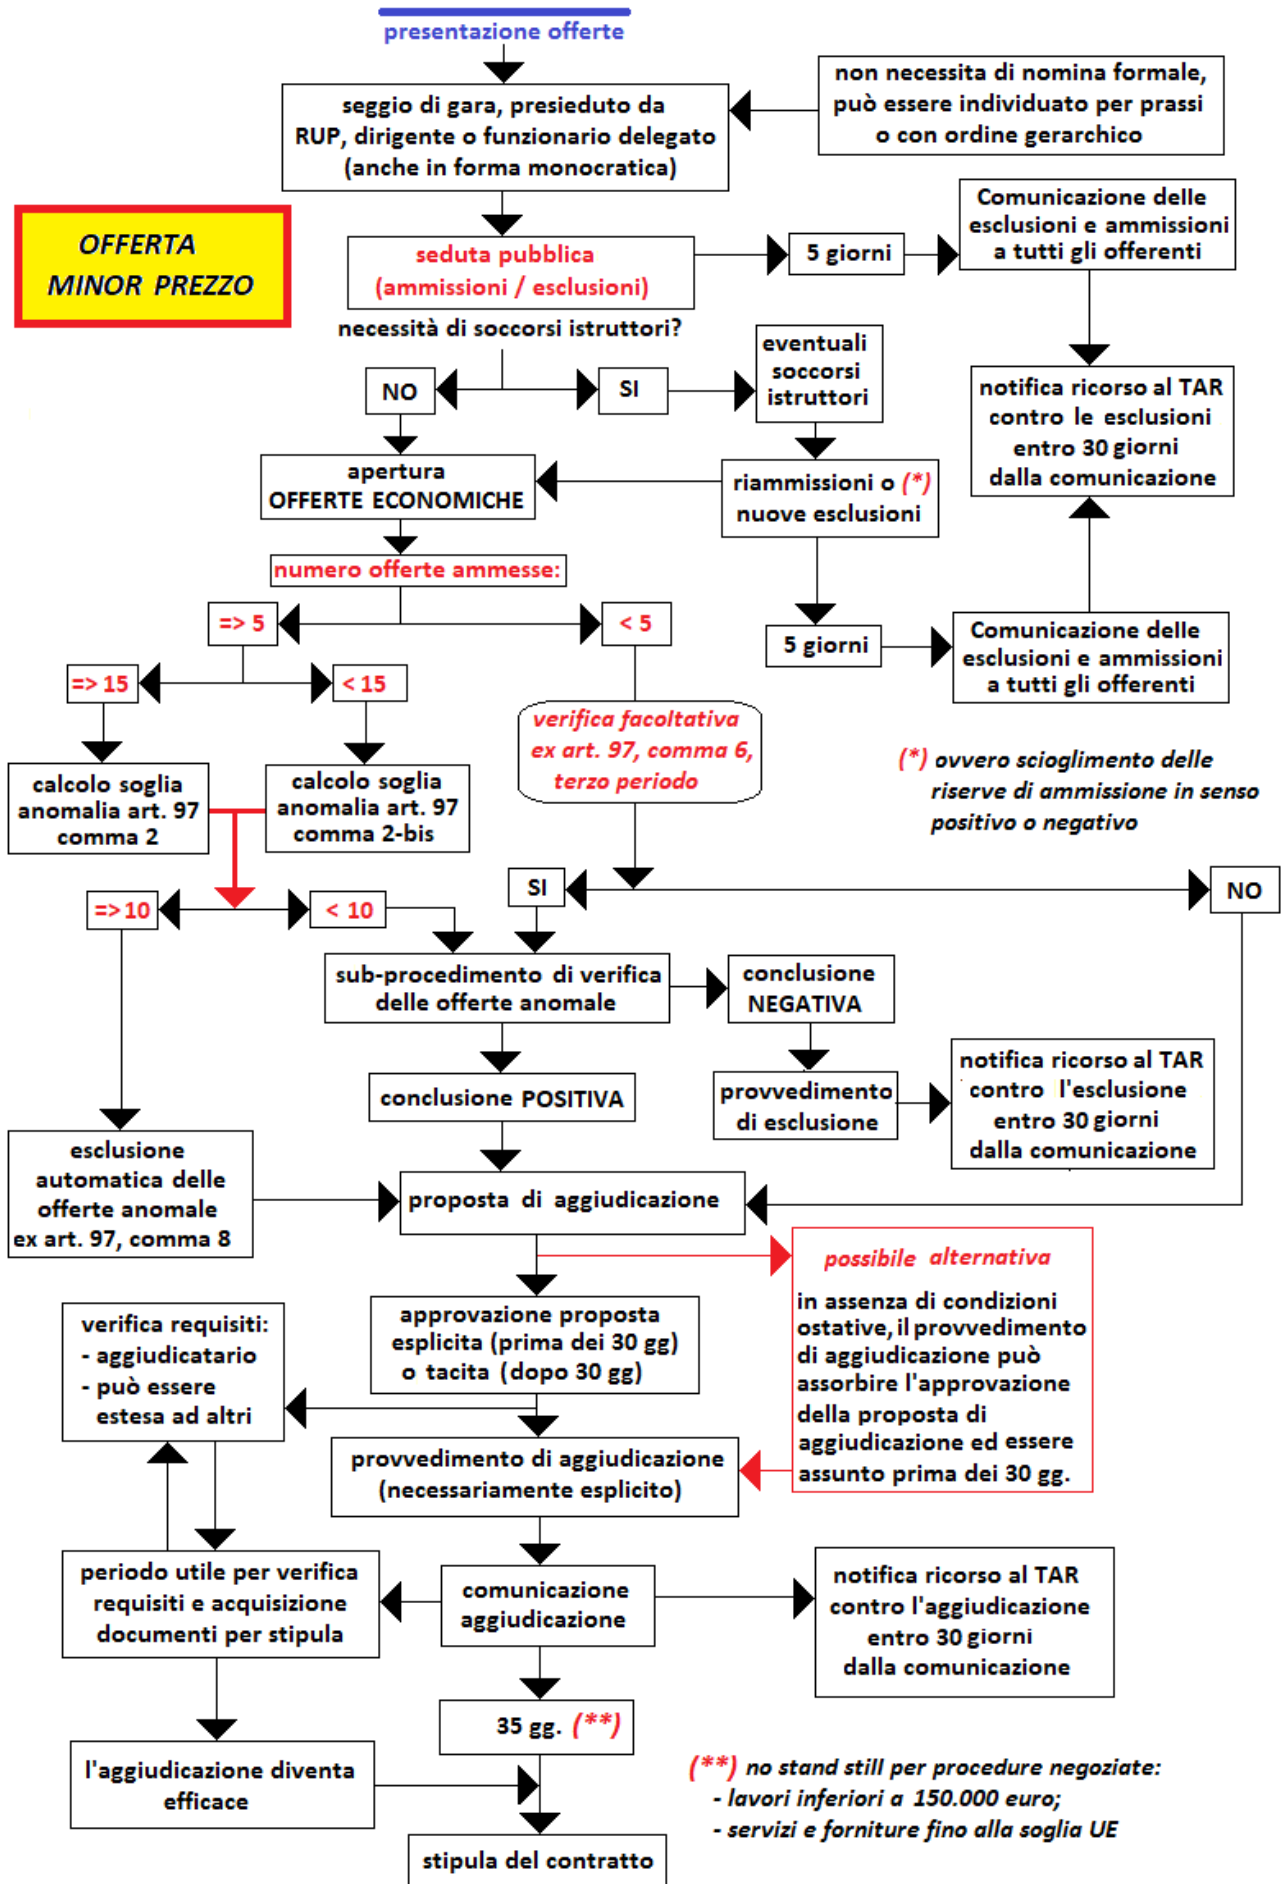 presentazione offerte
seggio di gara, presieduto da
RUP, dirigente o funzionario delegato
(anche in forma monocratica)
non necessita di nomina formale,
può essere individuato per prassi
o con ordine gerarchico
OFFERTA
MINOR PREZZO
seduta pubblica
(ammissioni / esclusioni)
5 giorni
Comunicazione delle
esclusioni e ammissioni
a tutti gli offerenti
necessità di soccorsi istruttori?
NO
SI
eventuali
soccorsi
istruttori
notifica ricorso al TAR
contro le esclusioni
entro 30 giorni
dalla comunicazione
apertura
OFFERTE ECONOMICHE
riammissioni o (*)
nuove esclusioni
numero offerte ammesse:
=> 5
< 5
5 giorni
Comunicazione delle
esclusioni e ammissioni
a tutti gli offerenti
=> 15
< 15
verifica facoltativa
ex art. 97, comma 6,
terzo periodo
(*) ovvero scioglimento delle
riserve di ammissione in senso
positivo o negativo
calcolo soglia
anomalia art. 97
comma 2
calcolo soglia
anomalia art. 97
comma 2-bis
SI
NO
=> 10
< 10
sub-procedimento di verifica
delle offerte anomale
conclusione
NEGATIVA
conclusione POSITIVA
provvedimento
di esclusione
notifica ricorso al TAR
contro l'esclusione
entro 30 giorni
dalla comunicazione
esclusione
automatica delle
offerte anomale
ex art. 97, comma 8
proposta di aggiudicazione
possibile alternativa
in assenza di condizioni
ostative, il provvedimento
di aggiudicazione può
assorbire l'approvazione
della proposta di
aggiudicazione ed essere
assunto prima dei 30 gg.
approvazione proposta
esplicita (prima dei 30 gg)
o tacita (dopo 30 gg)
verifica requisiti:
- aggiudicatario
- può essere
estesa ad altri
provvedimento di aggiudicazione
(necessariamente esplicito)
periodo utile per verifica
requisiti e acquisizione
documenti per stipula
comunicazione
aggiudicazione
notifica ricorso al TAR
contro l'aggiudicazione
entro 30 giorni
dalla comunicazione
35 gg. (**)
l'aggiudicazione diventa
efficace
(**) no stand still per procedure negoziate:
- lavori inferiori a 150.000 euro;
- servizi e forniture fino alla soglia UE
stipula del contratto